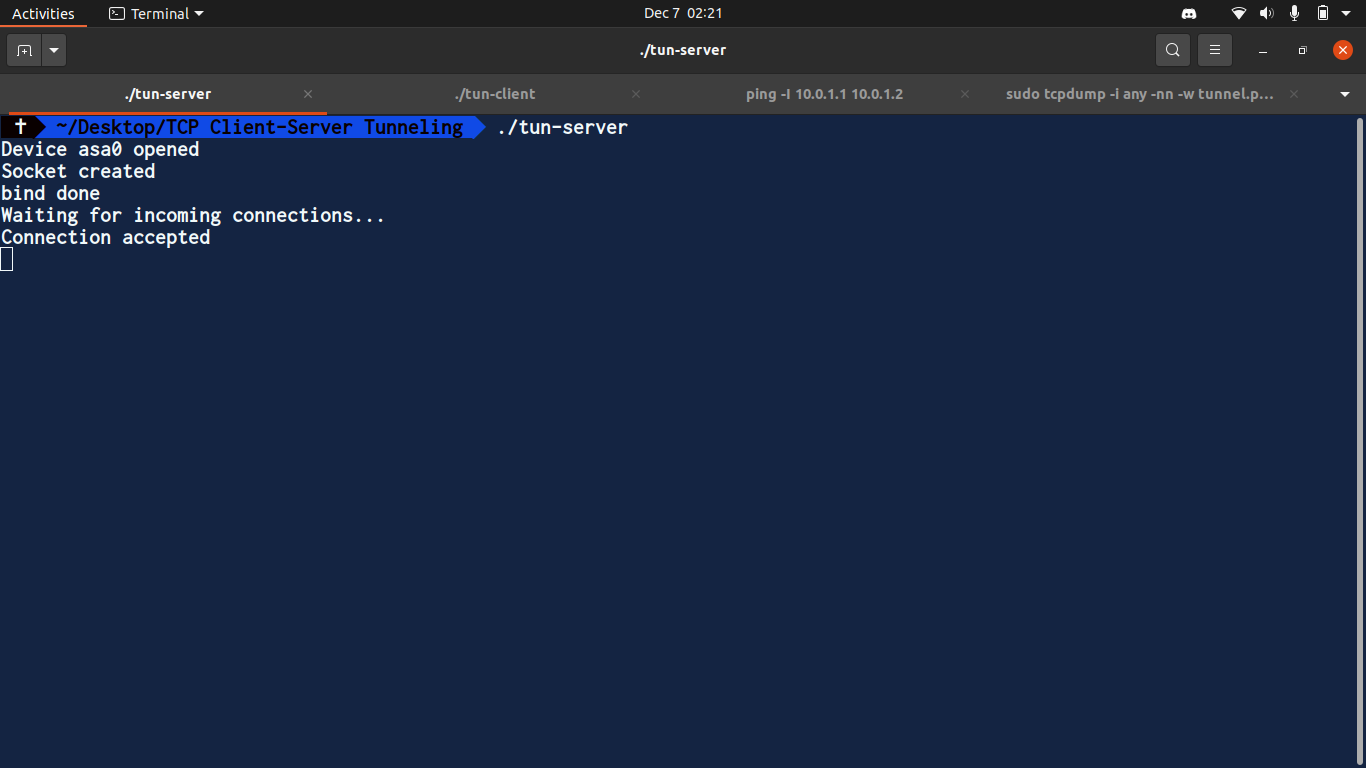 Activities Terminal Dec 7 02:21
./tun-server
./tun-server ./tun-client ping -I 10.0.1.1 10.0.1.2 sudo tcpdump -i any -nn -w tunnel.p...
~/Desktop/TCP Client-Server Tunneling ./tun-server
Device asa0 opened
Socket created
bind done
Waiting for incoming connections...
Connection accepted